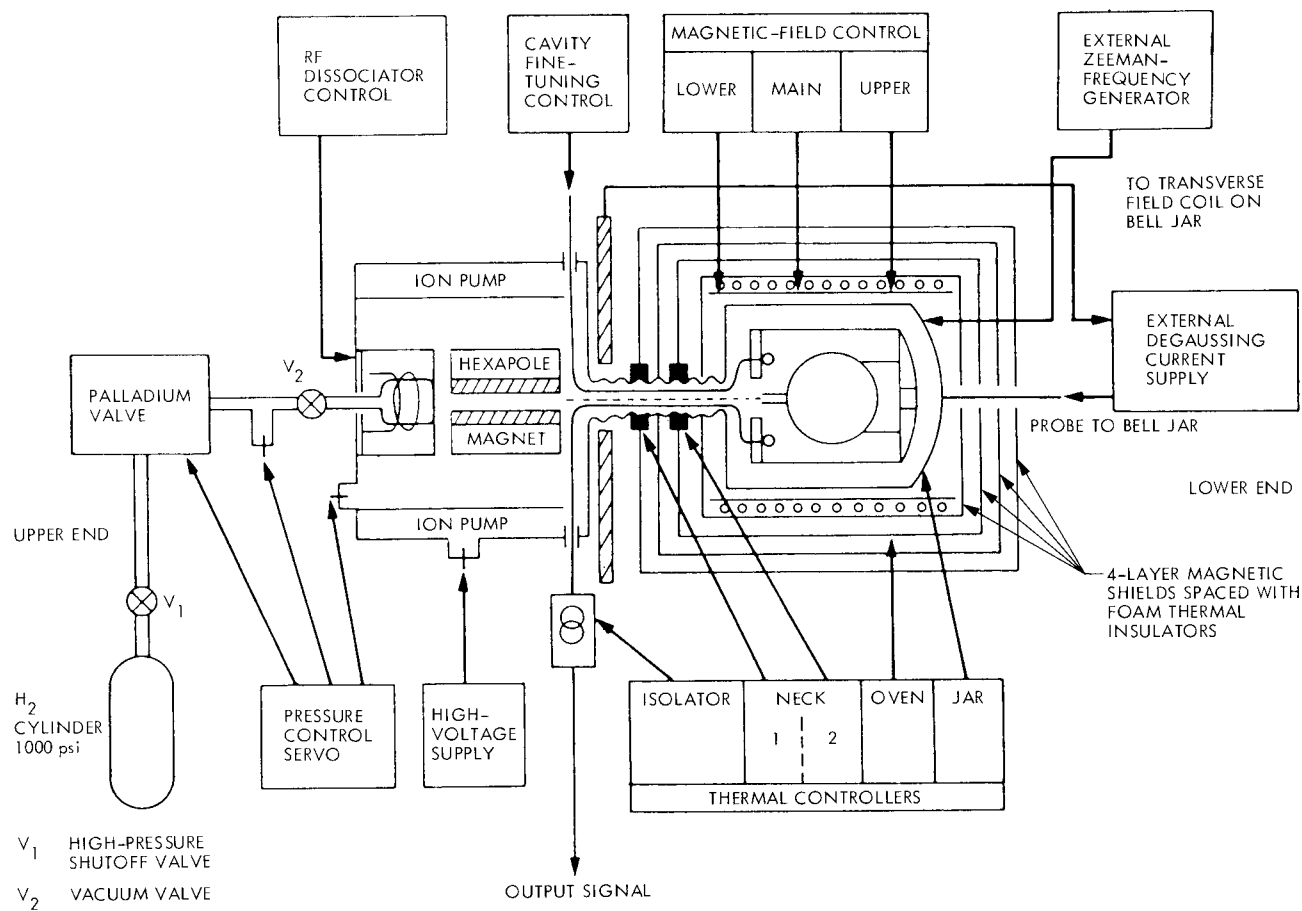 RF
DISSOCIATOR
CONTROL
CAVITY
FINE-
TUNING
CONTROL
MAGNETIC-FIELD CONTROL
LOWER
MAIN
UPPER
EXTERNAL
ZEEMAN-
FREQUENCY
GENERATOR
TO TRANSVERSE
FIELD COIL ON
BELL JAR
ION PUMP
EXTERNAL
DEGAUSSING
CURRENT
SUPPLY
PALLADIUM
VALVE
V2
HEXAPOLE
MAGNET
PROBE TO BELL JAR
LOWER END
UPPER END
ION PUMP
4-LAYER MAGNETIC
SHIELDS SPACED WITH
FOAM THERMAL
INSULATORS
V1
H2
CYLINDER
1000 psi
PRESSURE
CONTROL
SERVO
HIGH-
VOLTAGE
SUPPLY
ISOLATOR
NECK
1
2
OVEN
JAR
THERMAL CONTROLLERS
V1 HIGH-PRESSURE
SHUTOFF VALVE
V2 VACUUM VALVE
OUTPUT SIGNAL